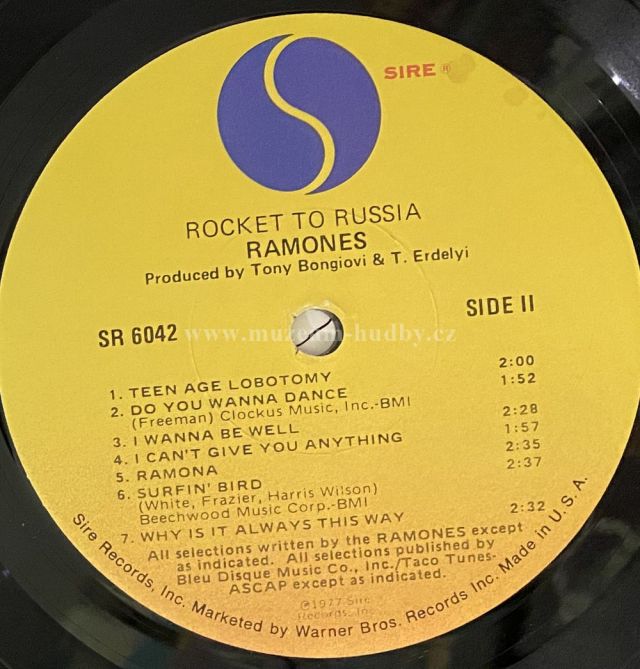 SIRE ®
ROCKET TO RUSSIA
RAMONES
Produced by Tony Bongiovi & T. Erdelyi
SR 6042
SIDE II
www.muzeum-hudby.cz
1. TEEN AGE LOBOTOMY 2:00
2. DO YOU WANNA DANCE 1:52
(Freeman) Clockus Music, Inc.-BMI
3. I WANNA BE WELL 2:28
4. I CAN'T GIVE YOU ANYTHING 1:57
5. RAMONA 2:35
6. SURFIN' BIRD 2:37
(White, Frazier, Harris Wilson)
Beechwood Music Corp.-BMI
7. WHY IS IT ALWAYS THIS WAY 2:32
All selections written by the RAMONES except
as indicated. All selections published by
Bleu Disque Music Co., Inc./Taco Tunes-
ASCAP except as indicated.
℗1977 Sire
Records, Inc.
Sire Records, Inc. Marketed by Warner Bros. Records Inc. Made in U.S.A.